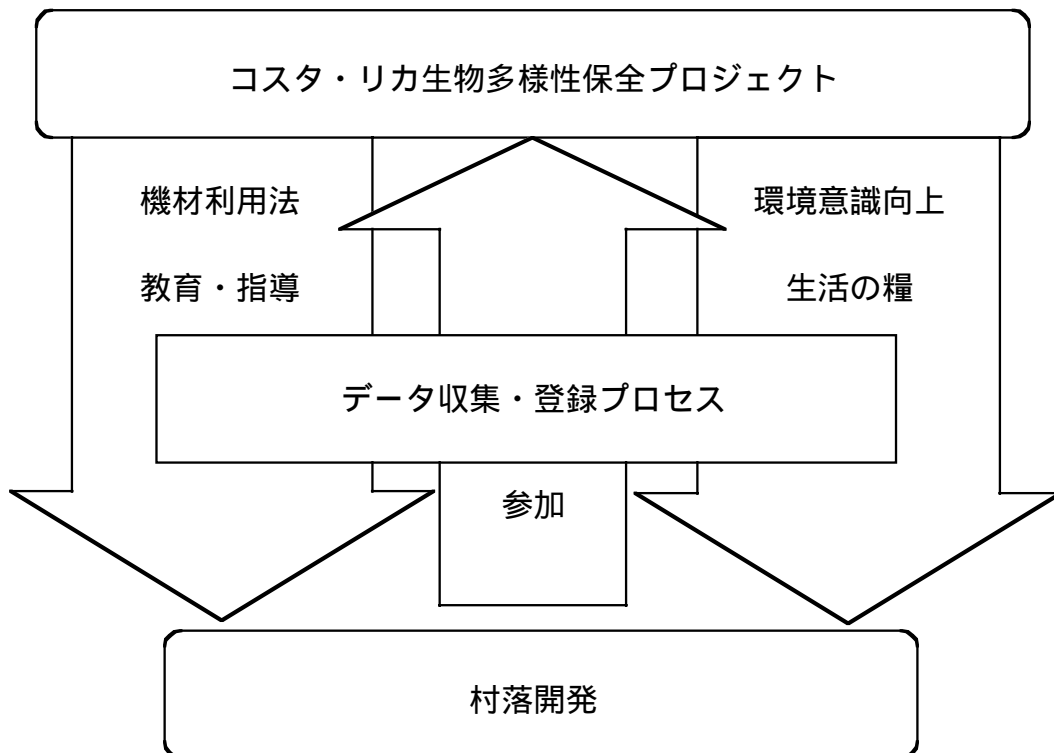 コスタ・リカ生物多様性保全プロジェクト
機材利用法
教育・指導
環境意識向上
生活の糧
データ収集・登録プロセス
参加
村落開発